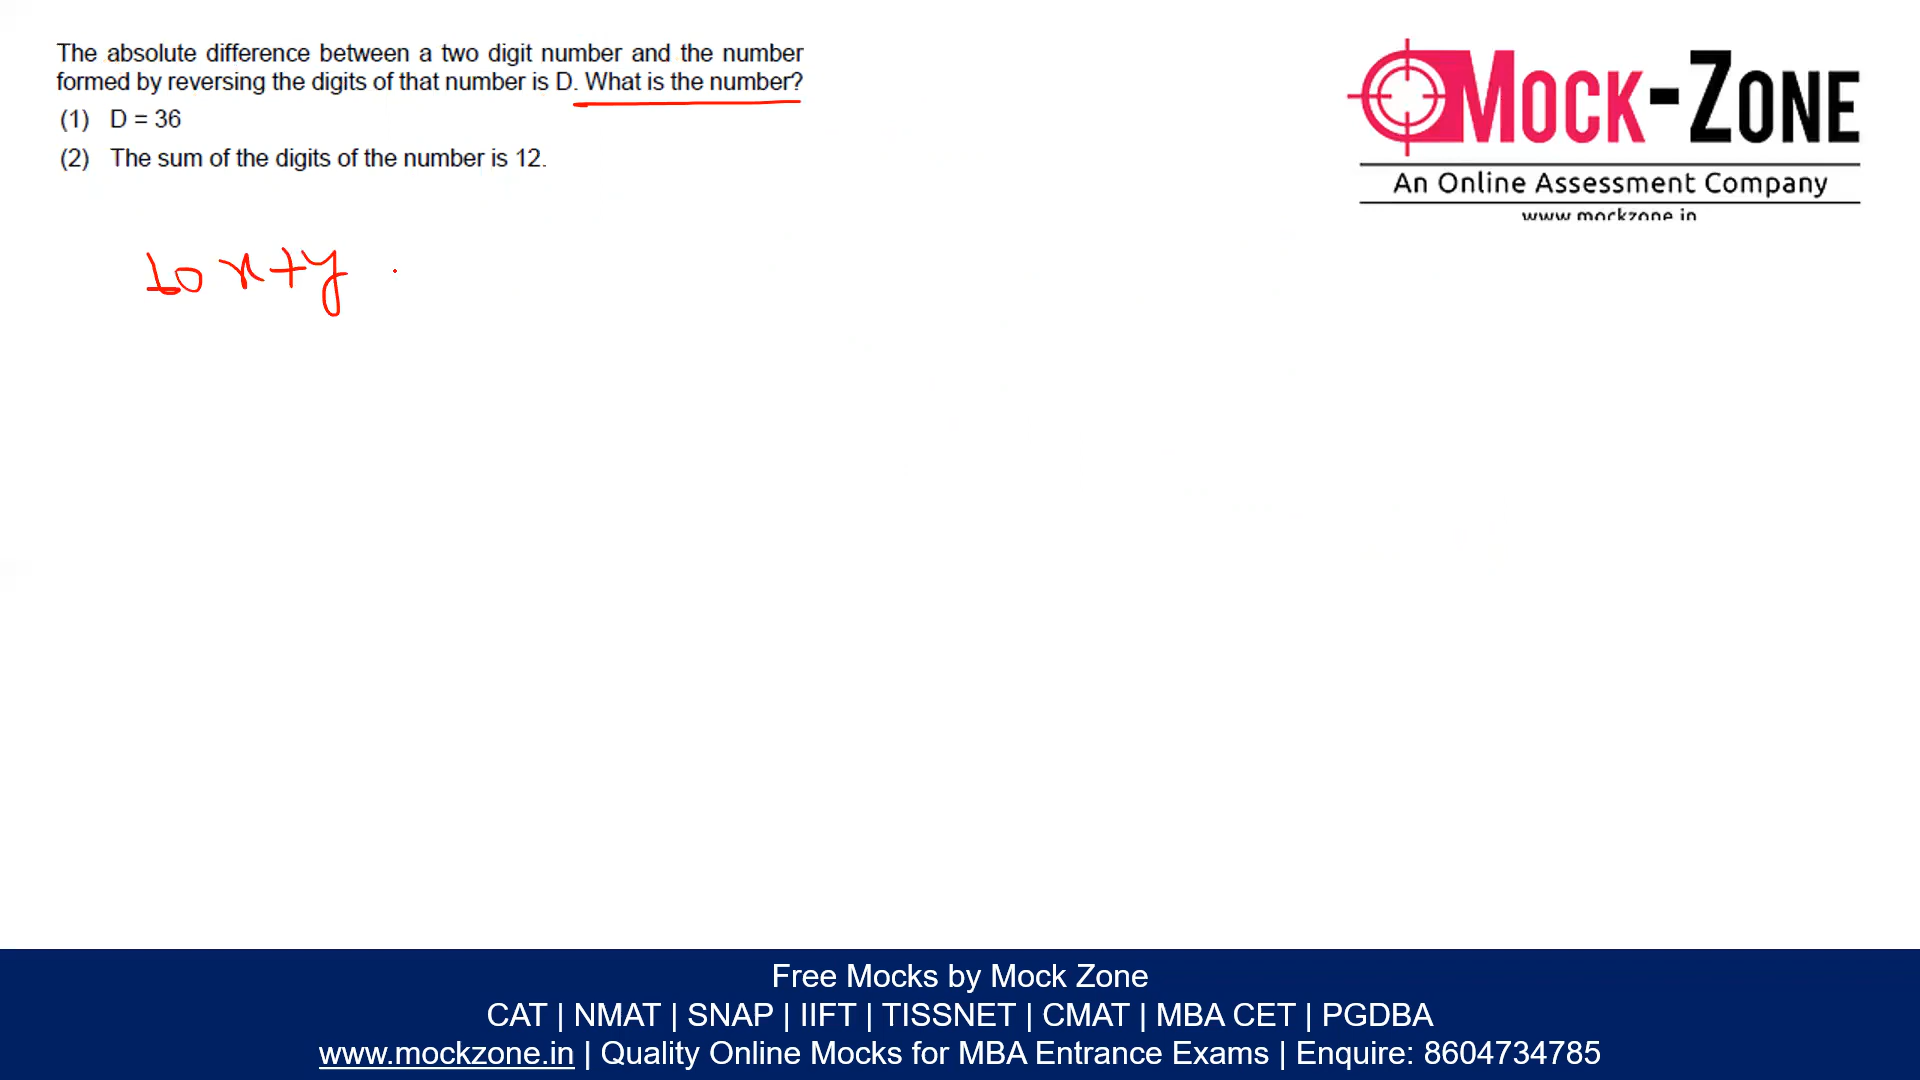 The absolute difference between a two digit number and the number
formed by reversing the digits of that number is D. What is the number?
(1) D = 36
(2) The sum of the digits of the number is 12.
MOCK-ZONE
An Online Assessment Company
www.mockzone.in
10x+y
Free Mocks by Mock Zone
CAT | NMAT | SNAP | IIFT | TISSNET | CMAT | MBA CET | PGDBA
www.mockzone.in | Quality Online Mocks for MBA Entrance Exams | Enquire: 8604734785